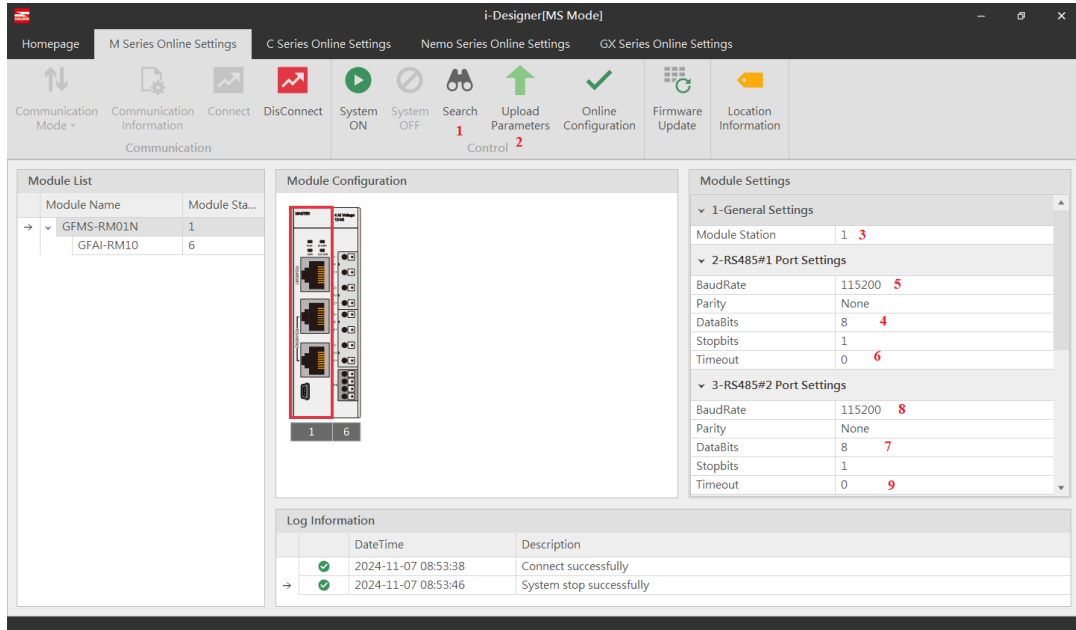 i-Designer[MS Mode]
Homepage M Series Online Settings C Series Online Settings Nemo Series Online Settings GX Series Online Settings
Communication Mode Communication Information Connect DisConnect System ON System OFF Search Upload Parameters Online Configuration Firmware Update Location Information
1 2
Communication Control
Module List
Module Name Module Sta...
GFMS-RM01N 1
GFAI-RM10 6
Module Configuration
MASTER
1 6
Module Settings
1-General Settings
Module Station 1 3
2-RS485#1 Port Settings
BaudRate 115200 5
Parity None
DataBits 8 4
Stopbits 1
Timeout 0 6
3-RS485#2 Port Settings
BaudRate 115200 8
Parity None
DataBits 8 7
Stopbits 1
Timeout 0 9
Log Information
DateTime Description
2024-11-07 08:53:38 Connect successfully
2024-11-07 08:53:46 System stop successfully